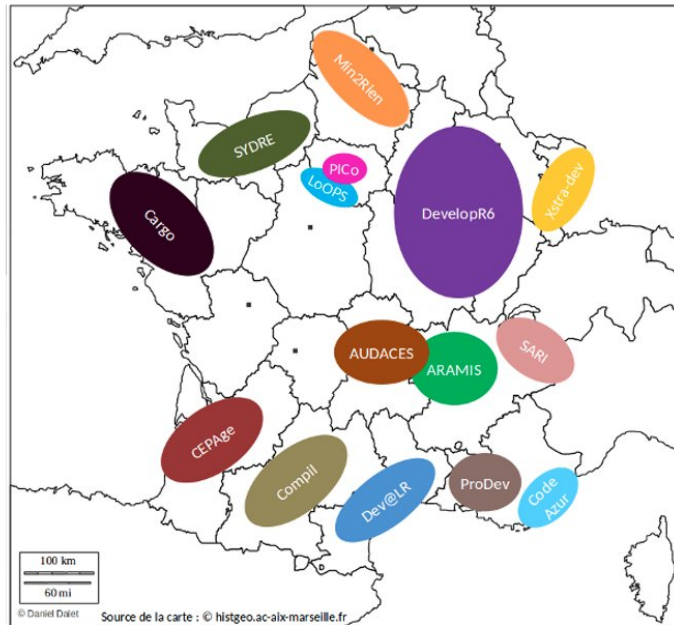 Min2Rien
SYDRE
PICo
LoOPS
Xstra-dev
Cargo
DevelopR6
AUDACES
ARAMIS
SARI
CEPAge
Compil
Dev@LR
ProDev
Code
Azur
100 km
60 mi
© Daniel Dalet
Source de la carte : © histgeo.ac-aix-marseille.fr